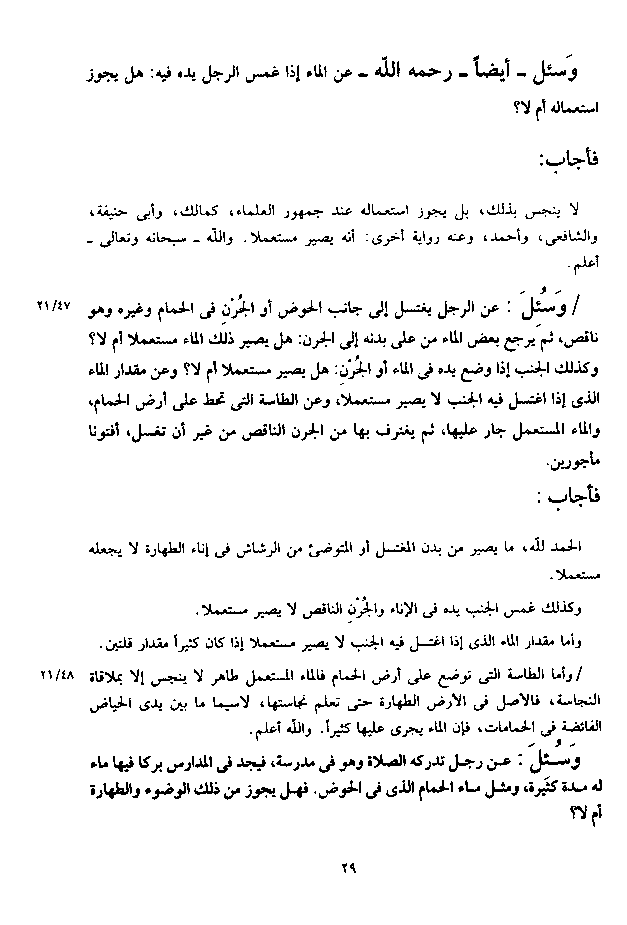 وَسئل ـ أيضاً ـ رحمه الله ـ عن الماء إذا غمس الرجل يده فيه: هل يجوز
استعماله أم لا؟
فأجاب:
لا ينجس بذلك، بل يجوز استعماله عند جمهور العلماء، كمالك، وأبى حنيفة،
والشافعى، وأحمد، وعنه رواية أخرى: أنه يصير مستعملا. والله ـ سبحانه وتعالى ـ
أعلم.
٢١/٤٧ / وَسُئِلَ : عن الرجل يغتسل إلى جانب الحوض أو الجُرْنِ فى الحمام وغيره وهو
ناقص، ثم يرجع بعض الماء من على بدنه إلى الجرن: هل يصير ذلك الماء مستعملا أم لا؟
وكذلك الجنب إذا وضع يده فى الماء أو الجُرْنِ: هل يصير مستعملا أم لا؟ وعن مقدار الماء
الذى إذا اغتسل فيه الجنب لا يصير مستعملا، وعن الطاسة التى تحط على أرض الحمام،
والماء المستعمل جار عليها، ثم يغترف بها من الجرن الناقص من غير أن تغسل، أفتونا
مأجورين.
فأجاب :
الحمد لله، ما يصير من بدن المغتسل أو المتوضئ من الرشاش فى إناء الطهارة لا يجعله
مستعملا.
وكذلك غمس الجنب يده فى الإناء والجُرْنِ الناقص لا يصير مستعملا.
وأما مقدار الماء الذى إذا اغتسل فيه الجنب لا يصير مستعملا إذا كان كثيراً مقدار قلتين.
٢١/٤٨ / وأما الطاسة التى توضع على أرض الحمام فالماء المستعمل طاهر لا ينجس إلا بملاقاة
النجاسة، فالأصل فى الأرض الطهارة حتى تعلم نجاستها، لاسيما ما بين يدى الحياض
الفائضة فى الحمامات، فإن الماء يجرى عليها كثيراً. والله أعلم.
وَسُئِلَ : عن رجل تدركه الصلاة وهو فى مدرسة، فيجد فى المدارس بركا فيها ماء
له مدة كثيرة، ومثل ماء الحمام الذى فى الحوض. فهل يجوز من ذلك الوضوء والطهارة
أم لا؟
٢٩